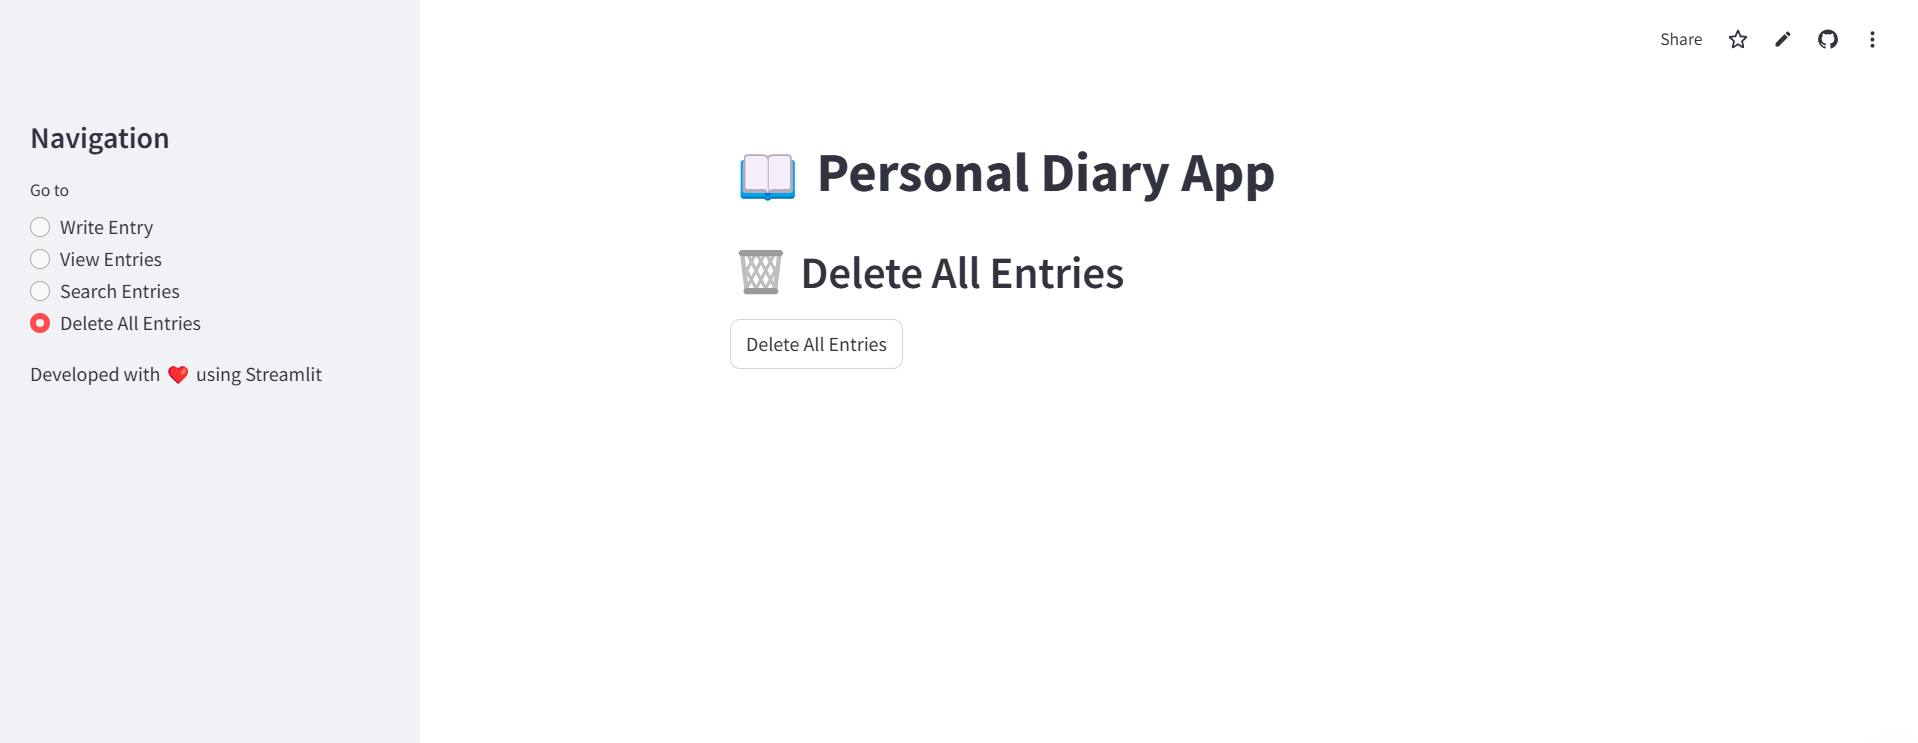 Share
Navigation
Go to
Write Entry
View Entries
Search Entries
Delete All Entries
Developed with ❤️ using Streamlit
📖 Personal Diary App
🗑️ Delete All Entries
Delete All Entries